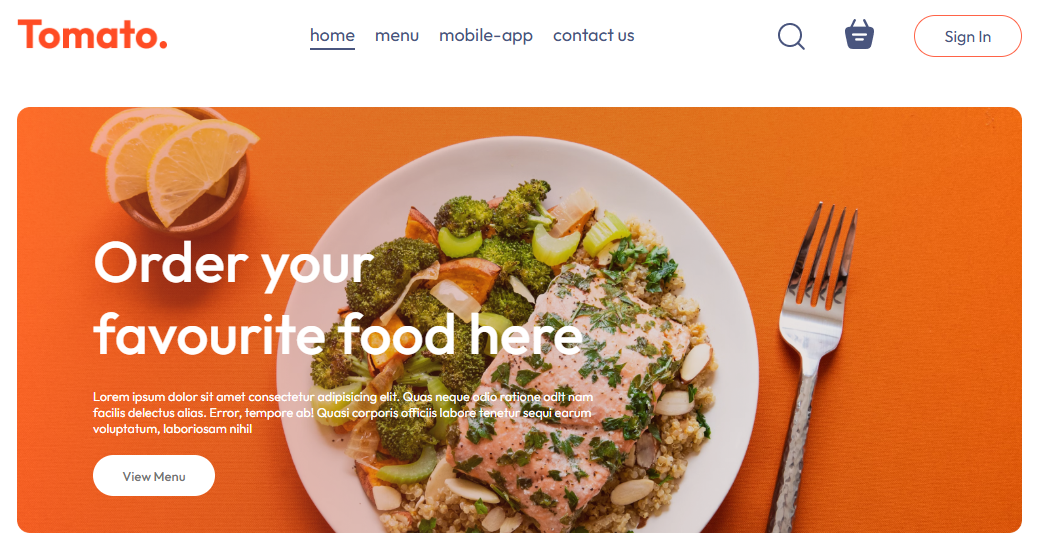 Tomato.
home menu mobile-app contact us
Sign In
Order your
favourite food here
Lorem ipsum dolor sit amet consectetur adipisicing elit. Quas neque odio ratione odit nam
facilis delectus alias. Error, tempore ab! Quasi corporis officiis labore tenetur sequi earum
voluptatum, laboriosam nihil
View Menu